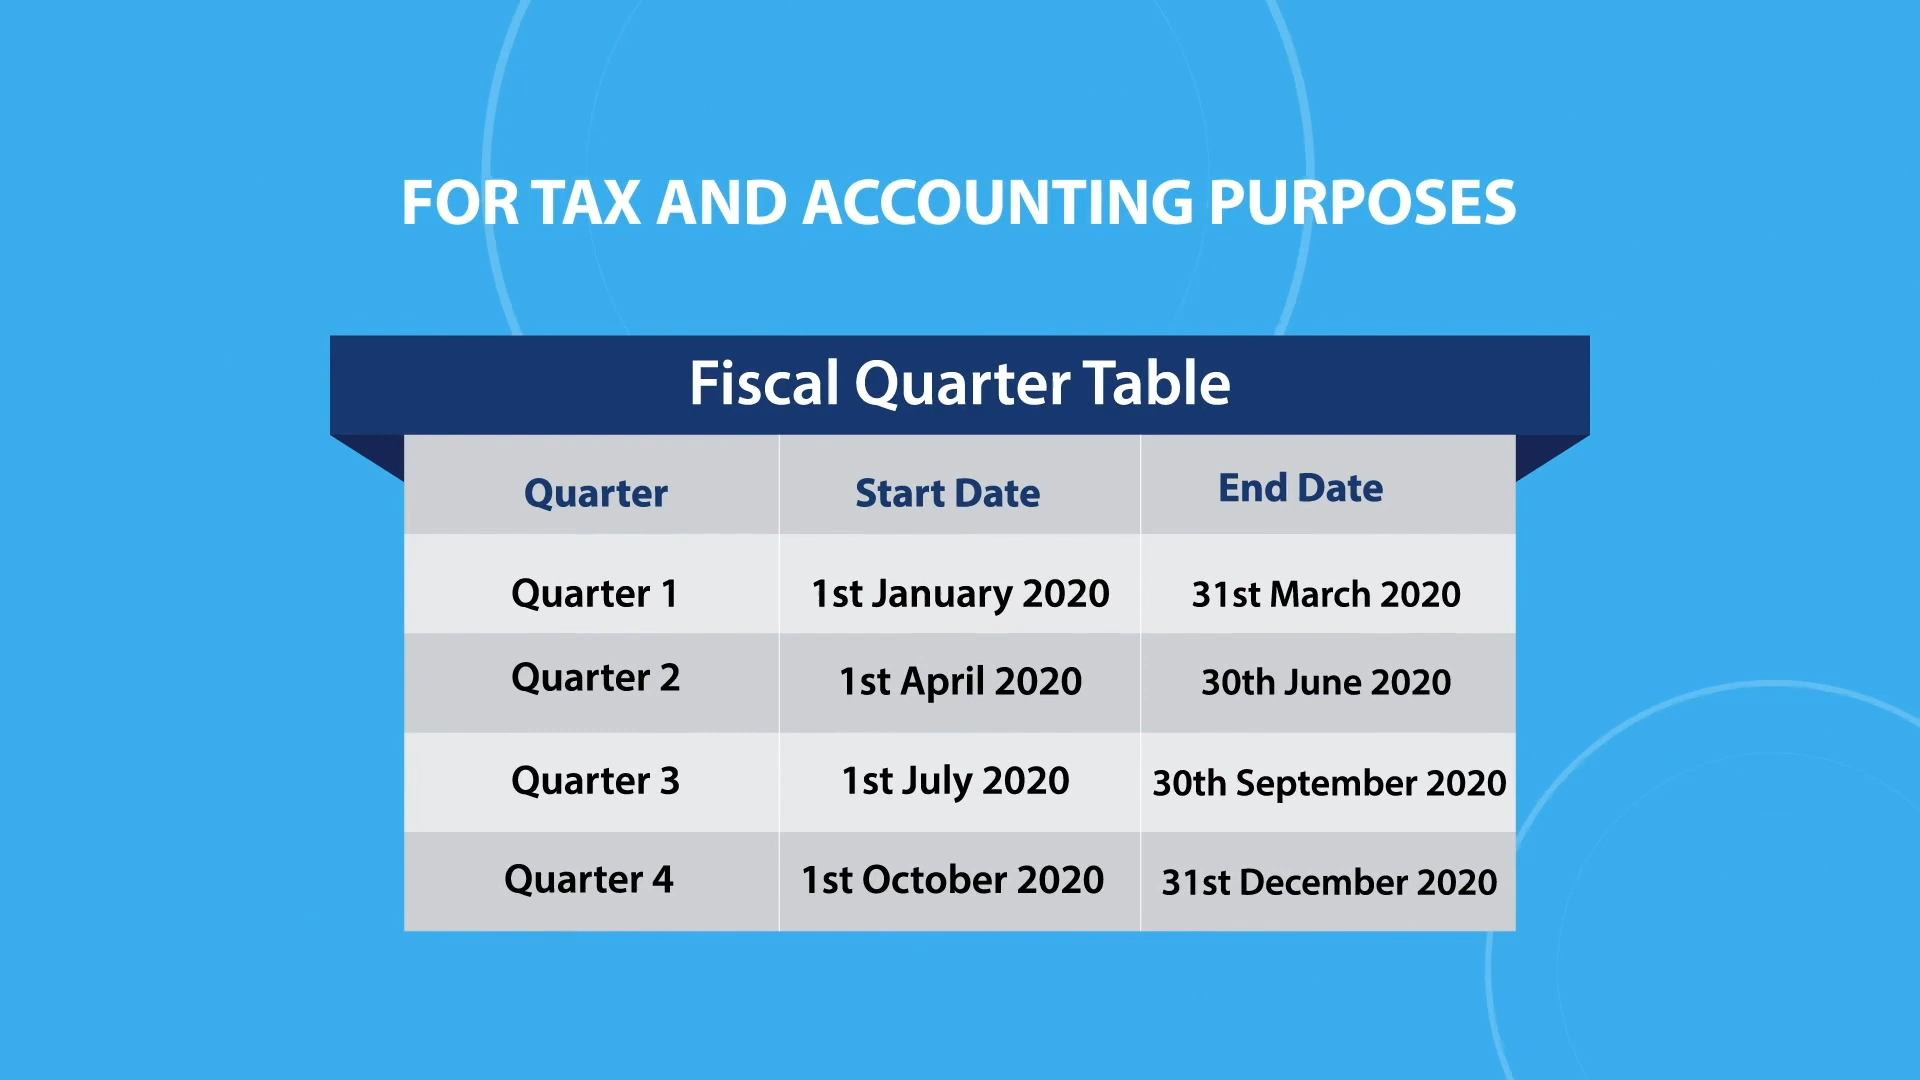 FOR TAX AND ACCOUNTING PURPOSES
Fiscal Quarter Table
Quarter Start Date End Date
Quarter 1 1st January 2020 31st March 2020
Quarter 2 1st April 2020 30th June 2020
Quarter 3 1st July 2020 30th September 2020
Quarter 4 1st October 2020 31st December 2020